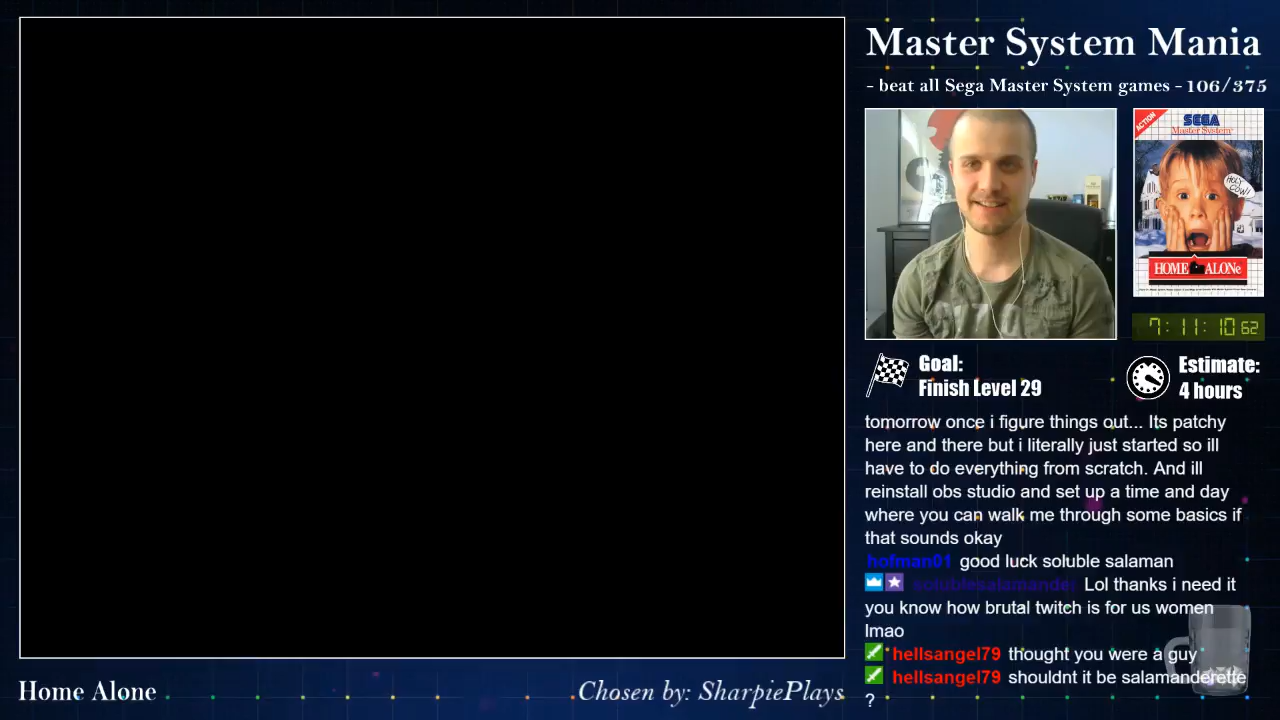 Master System Mania
- beat all Sega Master System games - 106/375
ACTION
SEGA
Master System
HOLY COW!
HOME ALONe
7:11:10 62
Goal:
Finish Level 29
Estimate:
4 hours
tomorrow once i figure things out... Its patchy
here and there but i literally just started so ill
have to do everything from scratch. And ill
reinstall obs studio and set up a time and day
where you can walk me through some basics if
that sounds okay
hofman01 good luck soluble salaman
solublesalamander Lol thanks i need it
you know how brutal twitch is for us women
lmao
hellsangel79 thought you were a guy
hellsangel79 shouldnt it be salamanderette
?
Home Alone
Chosen by: SharpiePlays